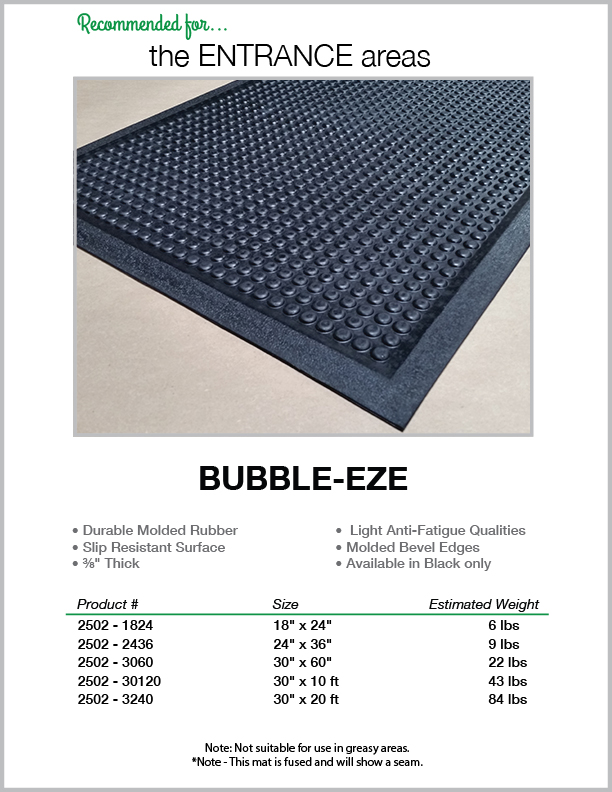 Recommended for...
the ENTRANCE areas
BUBBLE-EZE
• Durable Molded Rubber
• Slip Resistant Surface
• ⅜" Thick
• Light Anti-Fatigue Qualities
• Molded Bevel Edges
• Available in Black only
Product # Size Estimated Weight
2502 - 1824 18" x 24" 6 lbs
2502 - 2436 24" x 36" 9 lbs
2502 - 3060 30" x 60" 22 lbs
2502 - 30120 30" x 10 ft 43 lbs
2502 - 3240 30" x 20 ft 84 lbs
Note: Not suitable for use in greasy areas.
*Note - This mat is fused and will show a seam.